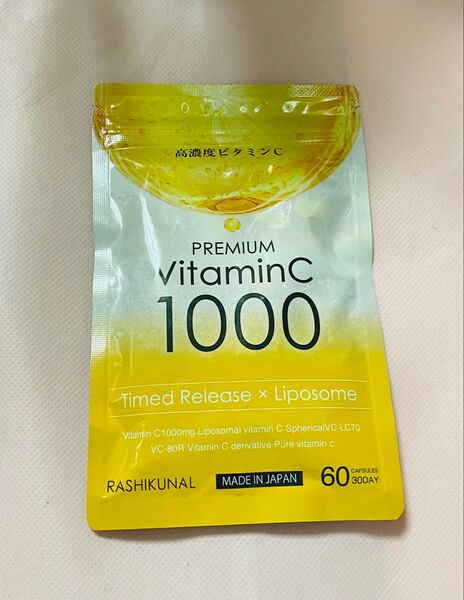 高濃度ビタミンC
PREMIUM
VitaminC
1000
Timed Release × Liposome
Vitamin C1000mg Liposomal vitamin C SphericalVC-LC70
VC-80R Vitamin C derivative Pure vitamin c
RASHIKUNAL MADE IN JAPAN 60 CAPSULES
30DAY